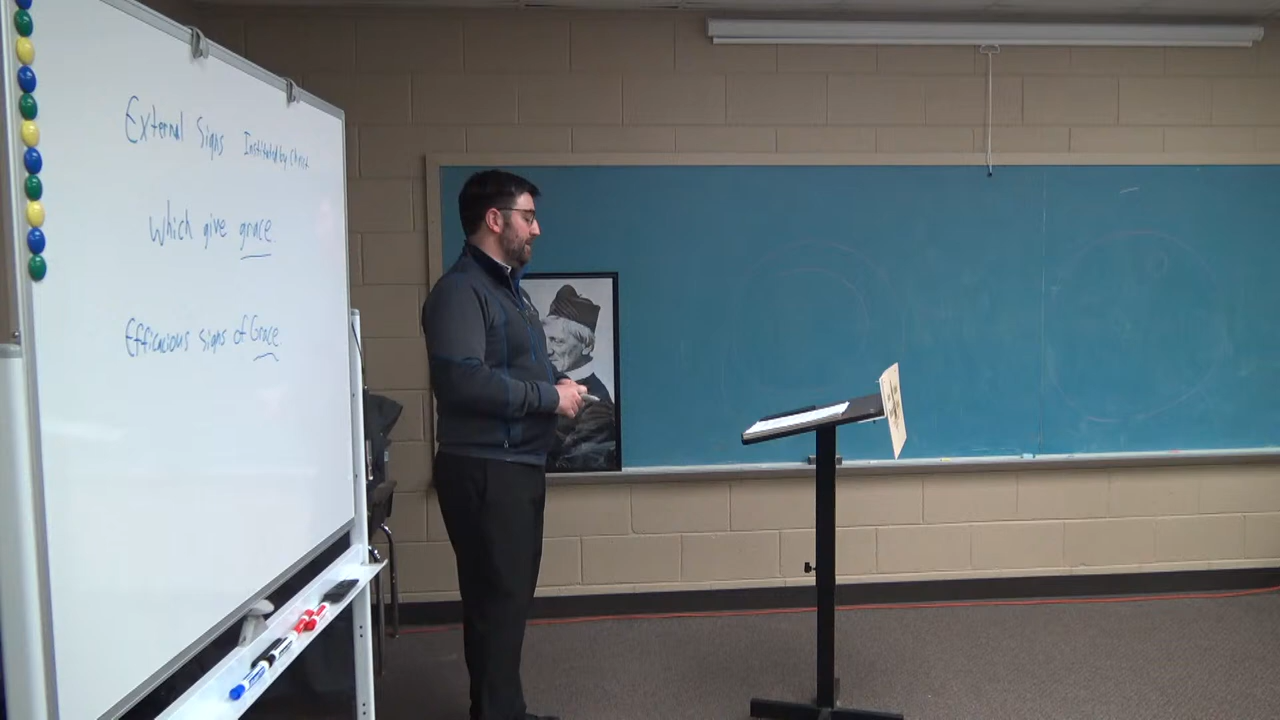 External Signs Instituted by Christ
Which give grace
Efficacious signs of Grace